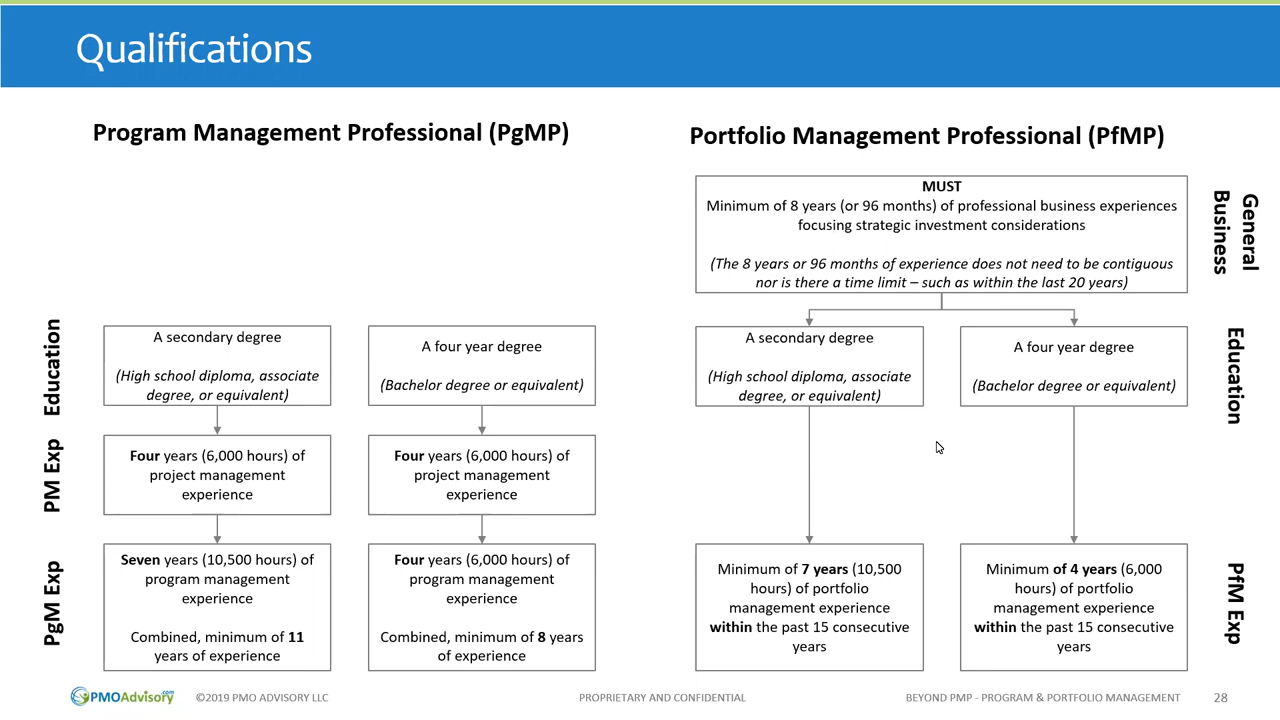 Qualifications
Program Management Professional (PgMP)
Education
A secondary degree
(High school diploma, associate
degree, or equivalent)
A four year degree
(Bachelor degree or equivalent)
PM Exp
Four years (6,000 hours) of
project management
experience
Four years (6,000 hours) of
project management
experience
PgM Exp
Seven years (10,500 hours) of
program management
experience
Combined, minimum of 11
years of experience
Four years (6,000 hours) of
program management
experience
Combined, minimum of 8 years
of experience
Portfolio Management Professional (PfMP)
MUST
Minimum of 8 years (or 96 months) of professional business experiences
focusing strategic investment considerations
(The 8 years or 96 months of experience does not need to be contiguous
nor is there a time limit – such as within the last 20 years)
General
Business
A secondary degree
(High school diploma, associate
degree, or equivalent)
A four year degree
(Bachelor degree or equivalent)
Education
Minimum of 7 years (10,500
hours) of portfolio
management experience
within the past 15 consecutive
years
Minimum of 4 years (6,000
hours) of portfolio
management experience
within the past 15 consecutive
years
PfM Exp
PMOAdvisory.com
©2019 PMO ADVISORY LLC
PROPRIETARY AND CONFIDENTIAL
BEYOND PMP - PROGRAM & PORTFOLIO MANAGEMENT
28